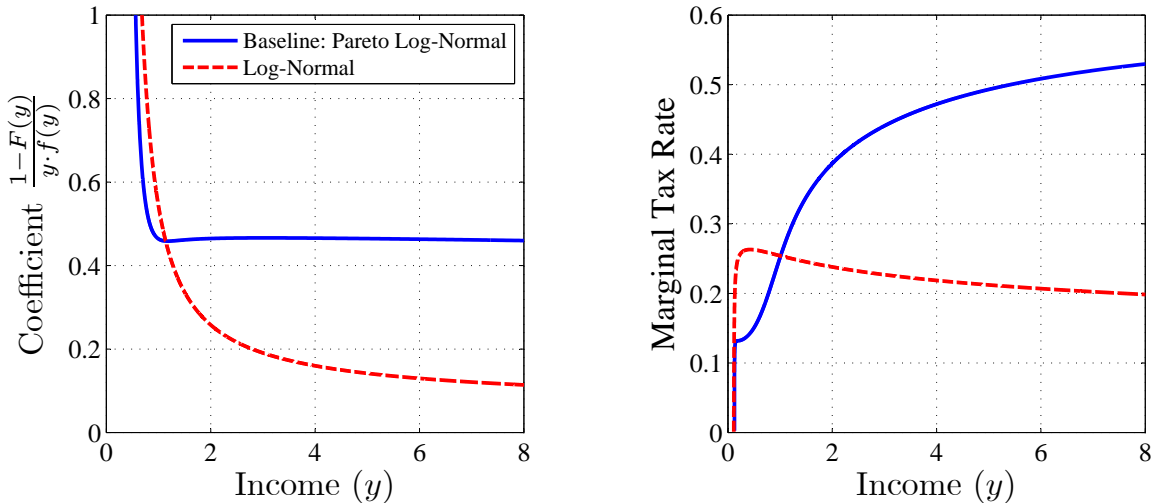 Coefficient \frac{1-F(y)}{y \cdot f(y)}
1
0.8
0.6
0.4
0.2
0
0 2 4 6 8
Income (y)
Baseline: Pareto Log-Normal
Log-Normal
Marginal Tax Rate
0.6
0.5
0.4
0.3
0.2
0.1
0
0 2 4 6 8
Income (y)